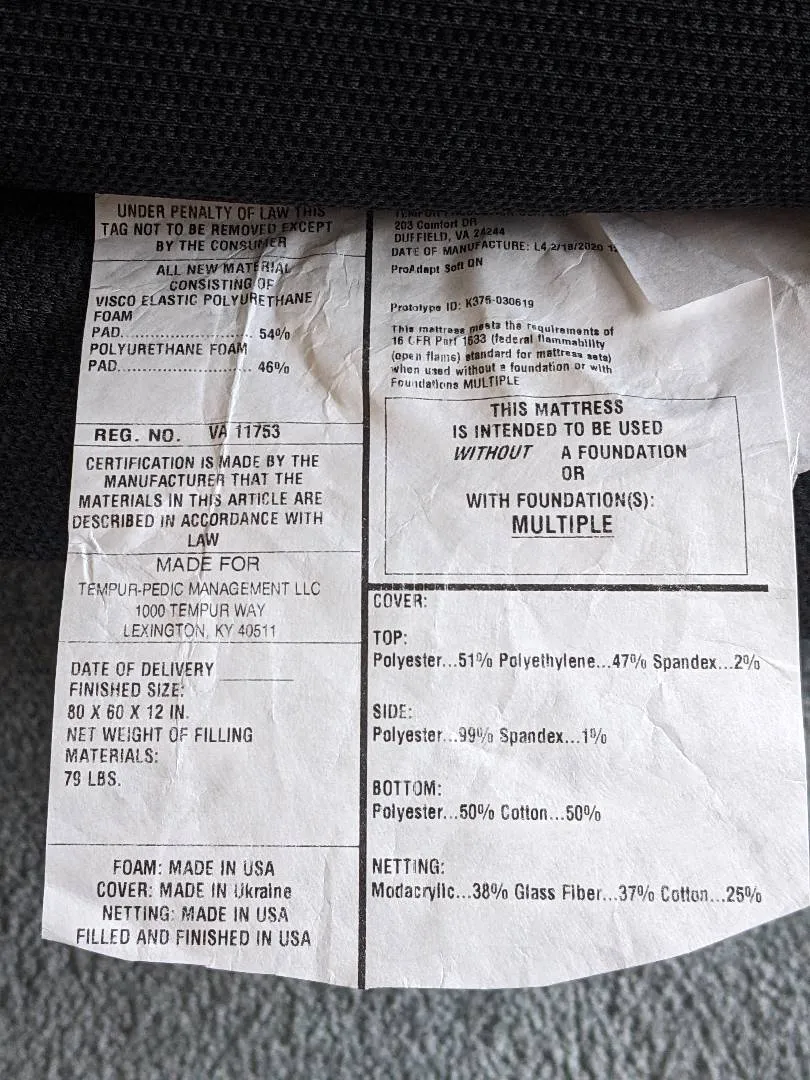 UNDER PENALTY OF LAW THIS
TAG NOT TO BE REMOVED EXCEPT
BY THE CONSUMER
ALL NEW MATERIAL
CONSISTING OF
VISCO ELASTIC POLYURETHANE
FOAM
PAD........................ 54%
POLYURETHANE FOAM
PAD........................ 46%
REG. NO. VA 11753
CERTIFICATION IS MADE BY THE
MANUFACTURER THAT THE
MATERIALS IN THIS ARTICLE ARE
DESCRIBED IN ACCORDANCE WITH
LAW
MADE FOR
TEMPUR-PEDIC MANAGEMENT LLC
1000 TEMPUR WAY
LEXINGTON, KY 40511
DATE OF DELIVERY ________
FINISHED SIZE:
80 X 60 X 12 IN.
NET WEIGHT OF FILLING
MATERIALS:
79 LBS.
FOAM: MADE IN USA
COVER: MADE IN Ukraine
NETTING: MADE IN USA
FILLED AND FINISHED IN USA
203 Comfort DR
DUFFIELD, VA 24244
DATE OF MANUFACTURE: L4 2/18/2020
ProAdapt Soft QN
Prototype ID: K375-030619
This mattress meets the requirements of
16 CFR Part 1633 (federal flammability
(open flame) standard for mattress sets)
when used without a foundation or with
Foundations MULTIPLE
THIS MATTRESS
IS INTENDED TO BE USED
WITHOUT A FOUNDATION
OR
WITH FOUNDATION(S):
MULTIPLE
COVER:
TOP:
Polyester...51% Polyethylene...47% Spandex...2%
SIDE:
Polyester...99% Spandex...1%
BOTTOM:
Polyester...50% Cotton...50%
NETTING:
Modacrylic...38% Glass Fiber...37% Cotton...25%